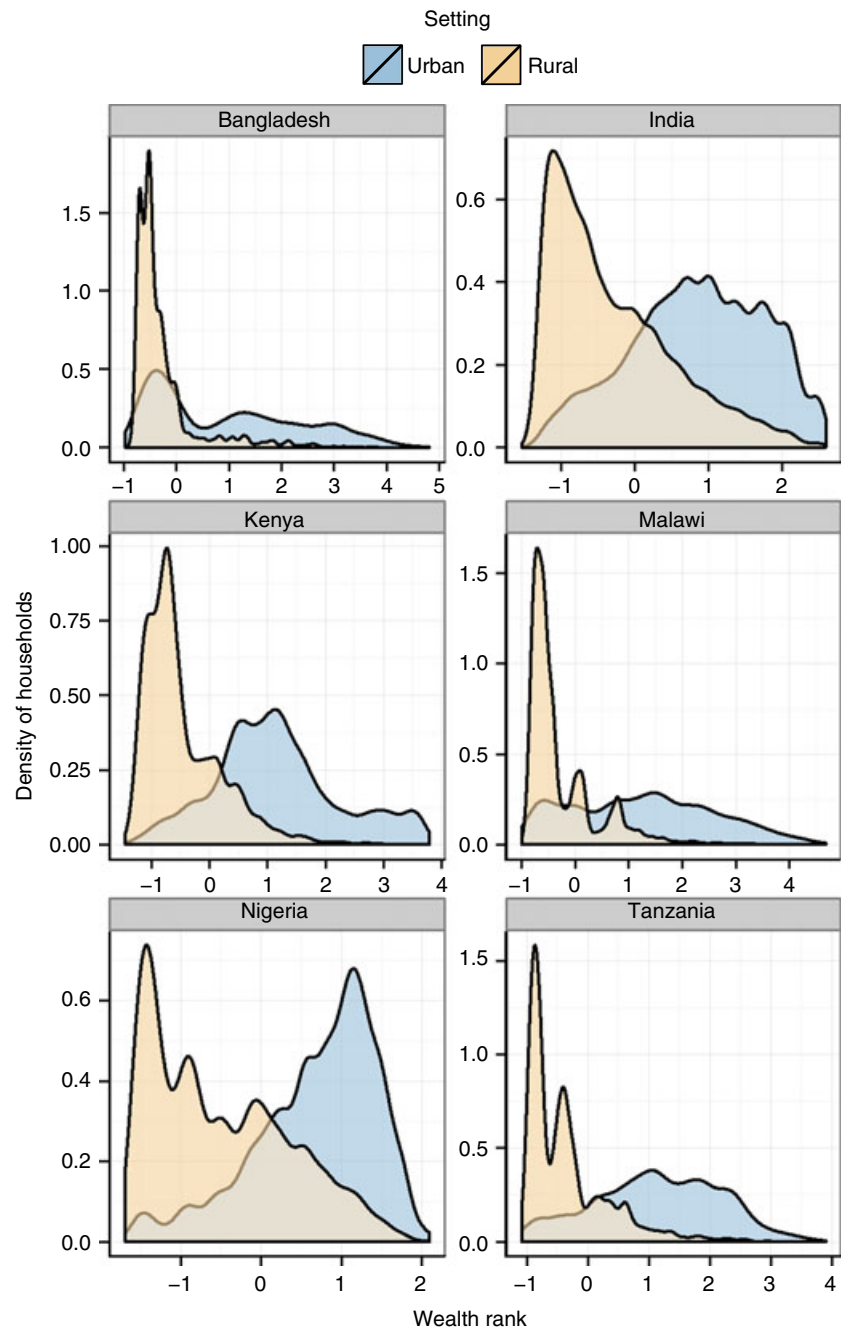 Setting
Urban Rural
Bangladesh India
1.5
1.0
0.5
0.0
0.6
0.4
0.2
0.0
−1 0 1 2 3 4 5
−1 0 1 2
Kenya Malawi
Density of households
1.00
0.75
0.50
0.25
0.00
1.5
1.0
0.5
0.0
−1 0 1 2 3 4
−1 0 1 2 3 4
Nigeria Tanzania
0.6
0.4
0.2
0.0
1.5
1.0
0.5
0.0
−1 0 1 2
−1 0 1 2 3 4
Wealth rank